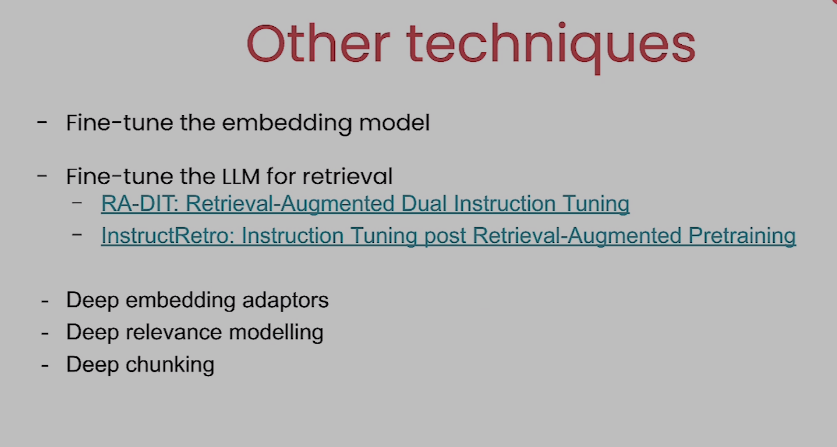 Other techniques
- Fine-tune the embedding model
- Fine-tune the LLM for retrieval
- RA-DIT: Retrieval-Augmented Dual Instruction Tuning
- InstructRetro: Instruction Tuning post Retrieval-Augmented Pretraining
- Deep embedding adaptors
- Deep relevance modelling
- Deep chunking